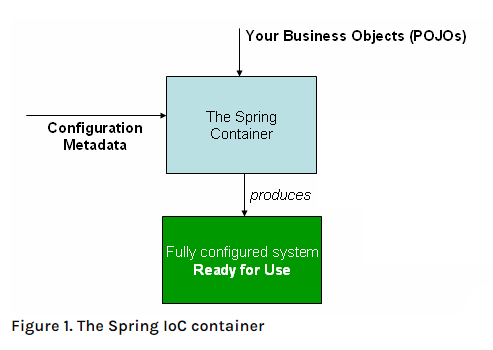 Your Business Objects (POJOs)
The Spring
Container
Configuration
Metadata
produces
Fully configured system
Ready for Use
Figure 1. The Spring IoC container